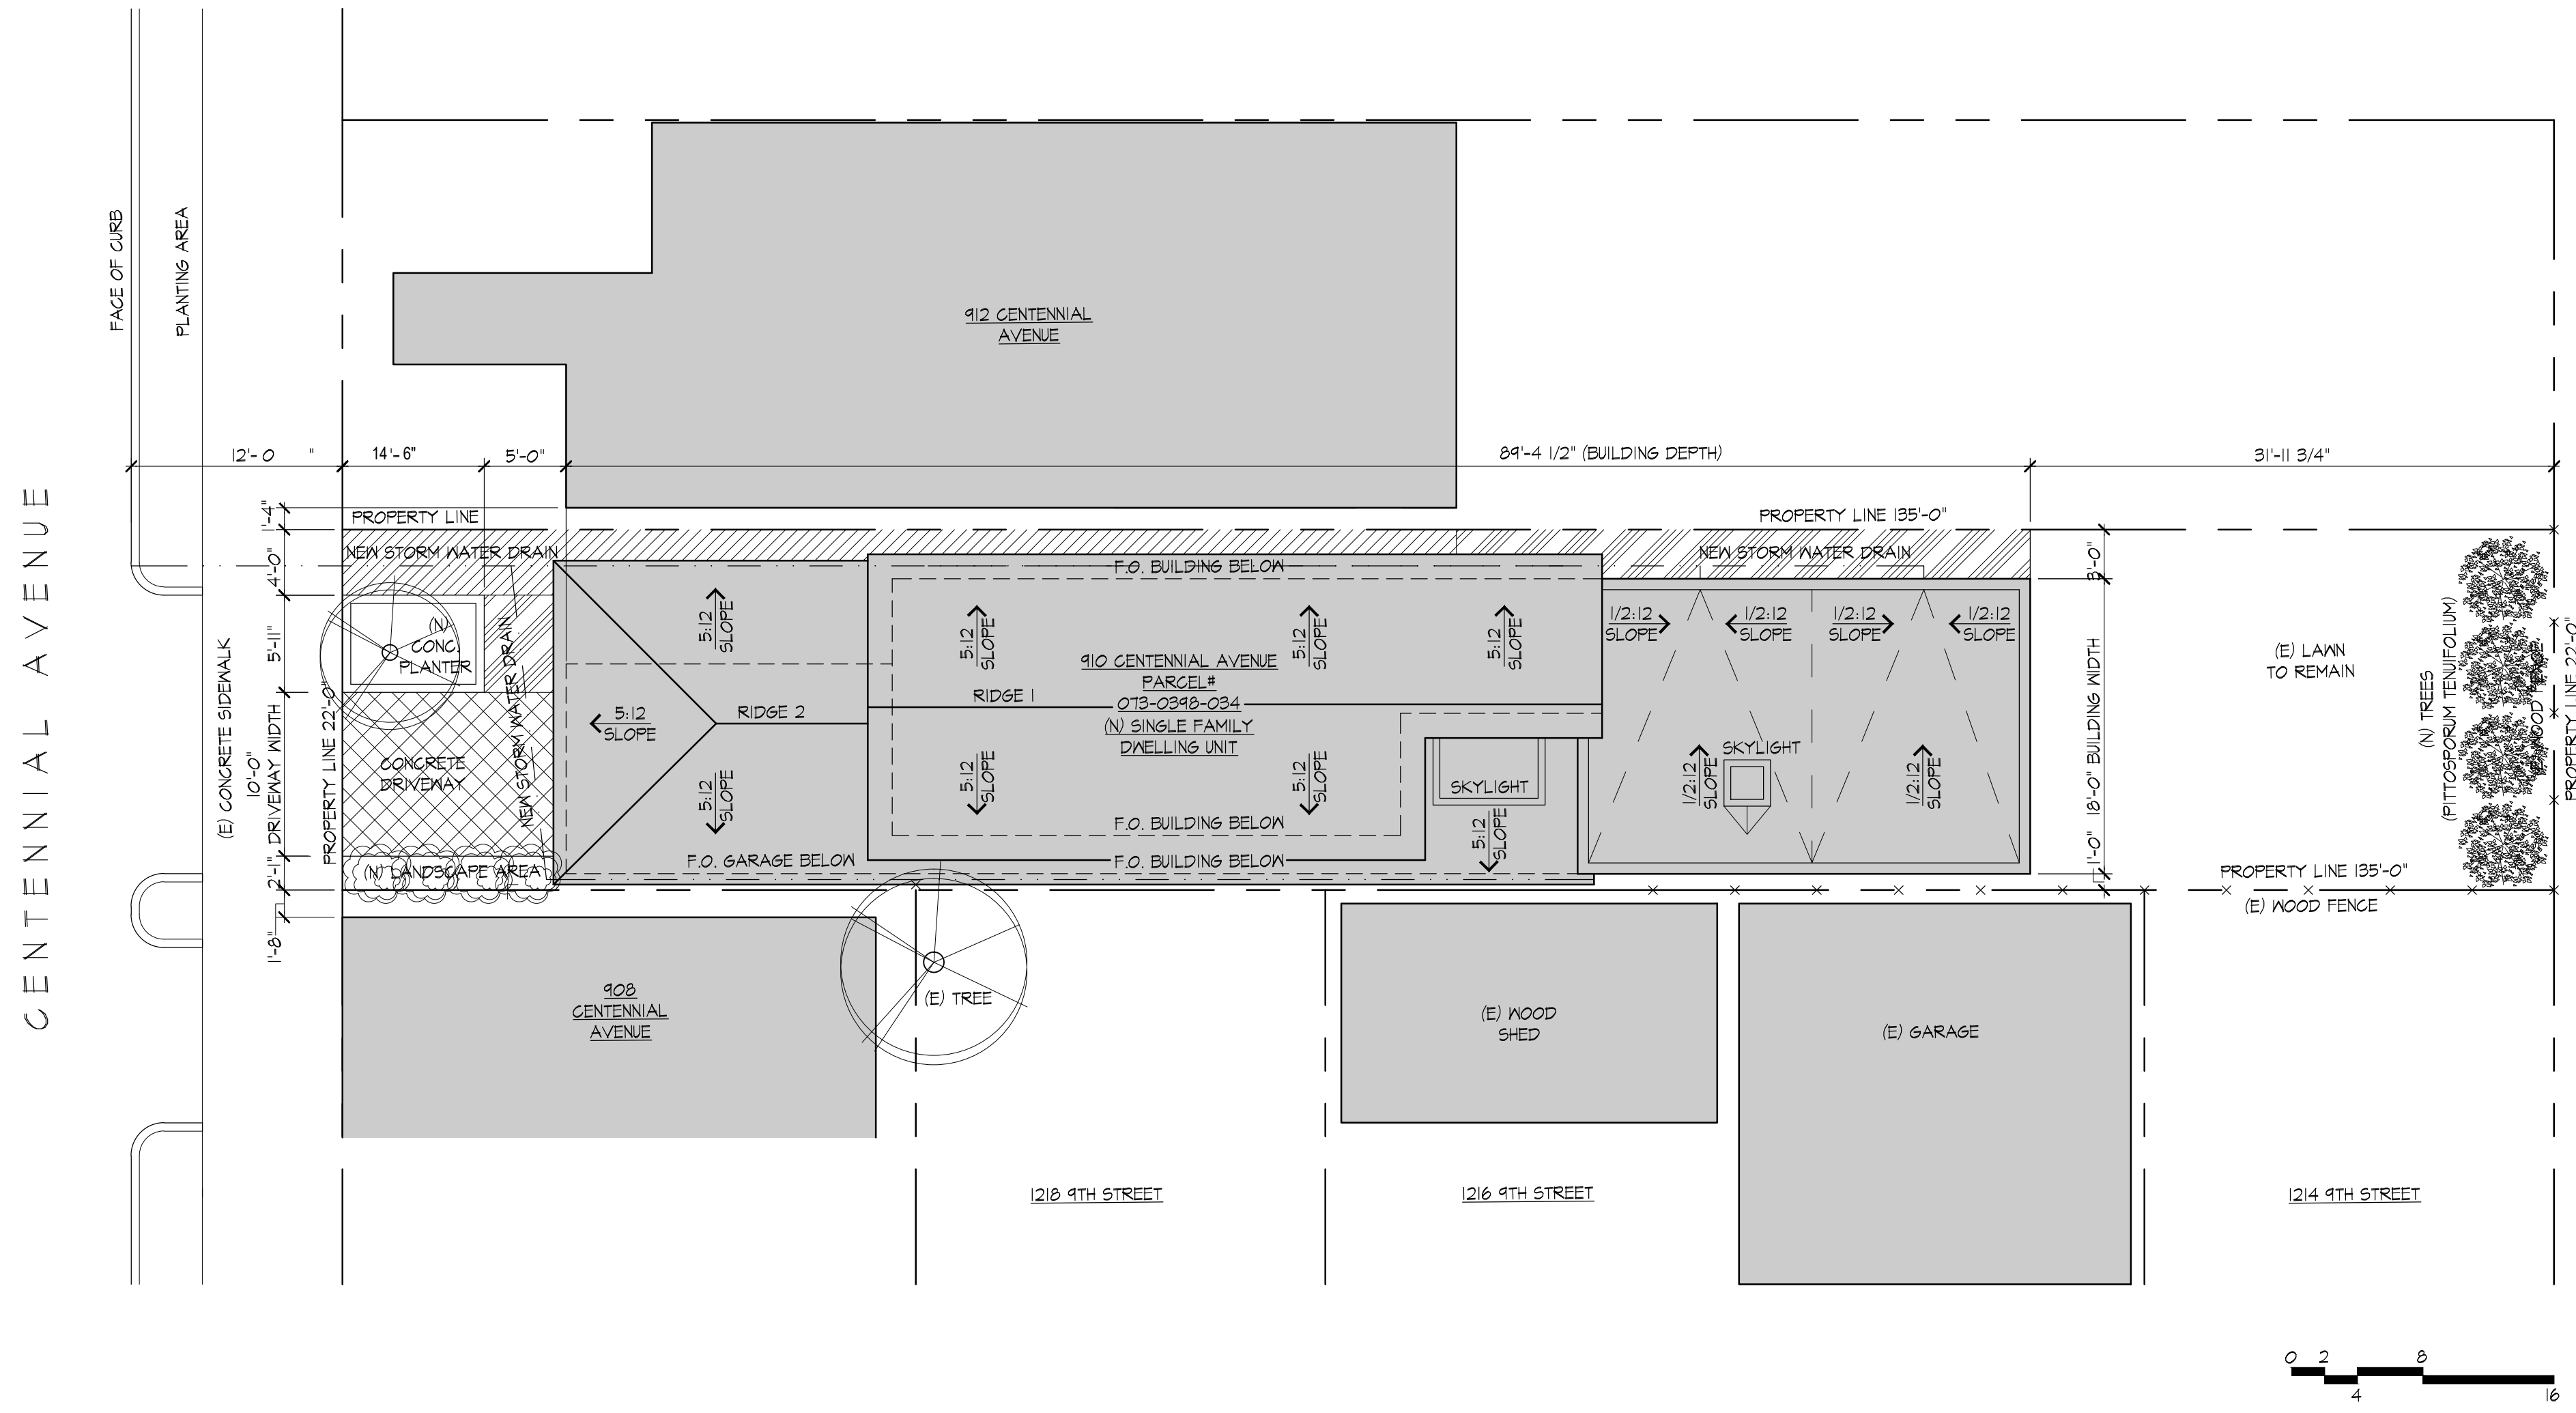 CENTENNIAL AVENUE
FACE OF CURB
PLANTING AREA
912 CENTENNIAL
AVENUE
12'-0 "
14'-6"
5'-0"
89'-4 1/2" (BUILDING DEPTH)
31'-11 3/4"
1'-4"
PROPERTY LINE
PROPERTY LINE 135'-0"
NEW STORM WATER DRAIN
NEW STORM WATER DRAIN
4'-0"
3'-0"
F.O. BUILDING BELOW
(E) CONCRETE SIDEWALK
5'-11"
10'-0"
DRIVEWAY WIDTH
2'-1"
1'-8"
PROPERTY LINE 22'-0"
(N)
CONC.
PLANTER
NEW STORM WATER DRAIN
NEW STORM WATER DRAIN
CONCRETE
DRIVEWAY
(N) LANDSCAPE AREA
5:12
SLOPE
5:12
SLOPE
5:12
SLOPE
RIDGE 2
5:12
SLOPE
5:12
SLOPE
5:12
SLOPE
RIDGE 1
910 CENTENNIAL AVENUE
PARCEL#
073-0398-034
(N) SINGLE FAMILY
DWELLING UNIT
5:12
SLOPE
5:12
SLOPE
1/2:12
SLOPE
1/2:12
SLOPE
1/2:12
SLOPE
1/2:12
SLOPE
SKYLIGHT
SKYLIGHT
1/2:12
SLOPE
1/2:12
SLOPE
5:12
SLOPE
F.O. BUILDING BELOW
F.O. GARAGE BELOW
F.O. BUILDING BELOW
18'-0" BUILDING WIDTH
1'-0"
(E) LAWN
TO REMAIN
(N) TREES
(PITTOSPORUM TENUIFOLIUM)
WOOD
PROPERTY LINE 22'-0"
PROPERTY LINE 135'-0"
(E) WOOD FENCE
908
CENTENNIAL
AVENUE
(E) TREE
(E) WOOD
SHED
(E) GARAGE
1218 9TH STREET
1216 9TH STREET
1214 9TH STREET
0 2 8
4 16